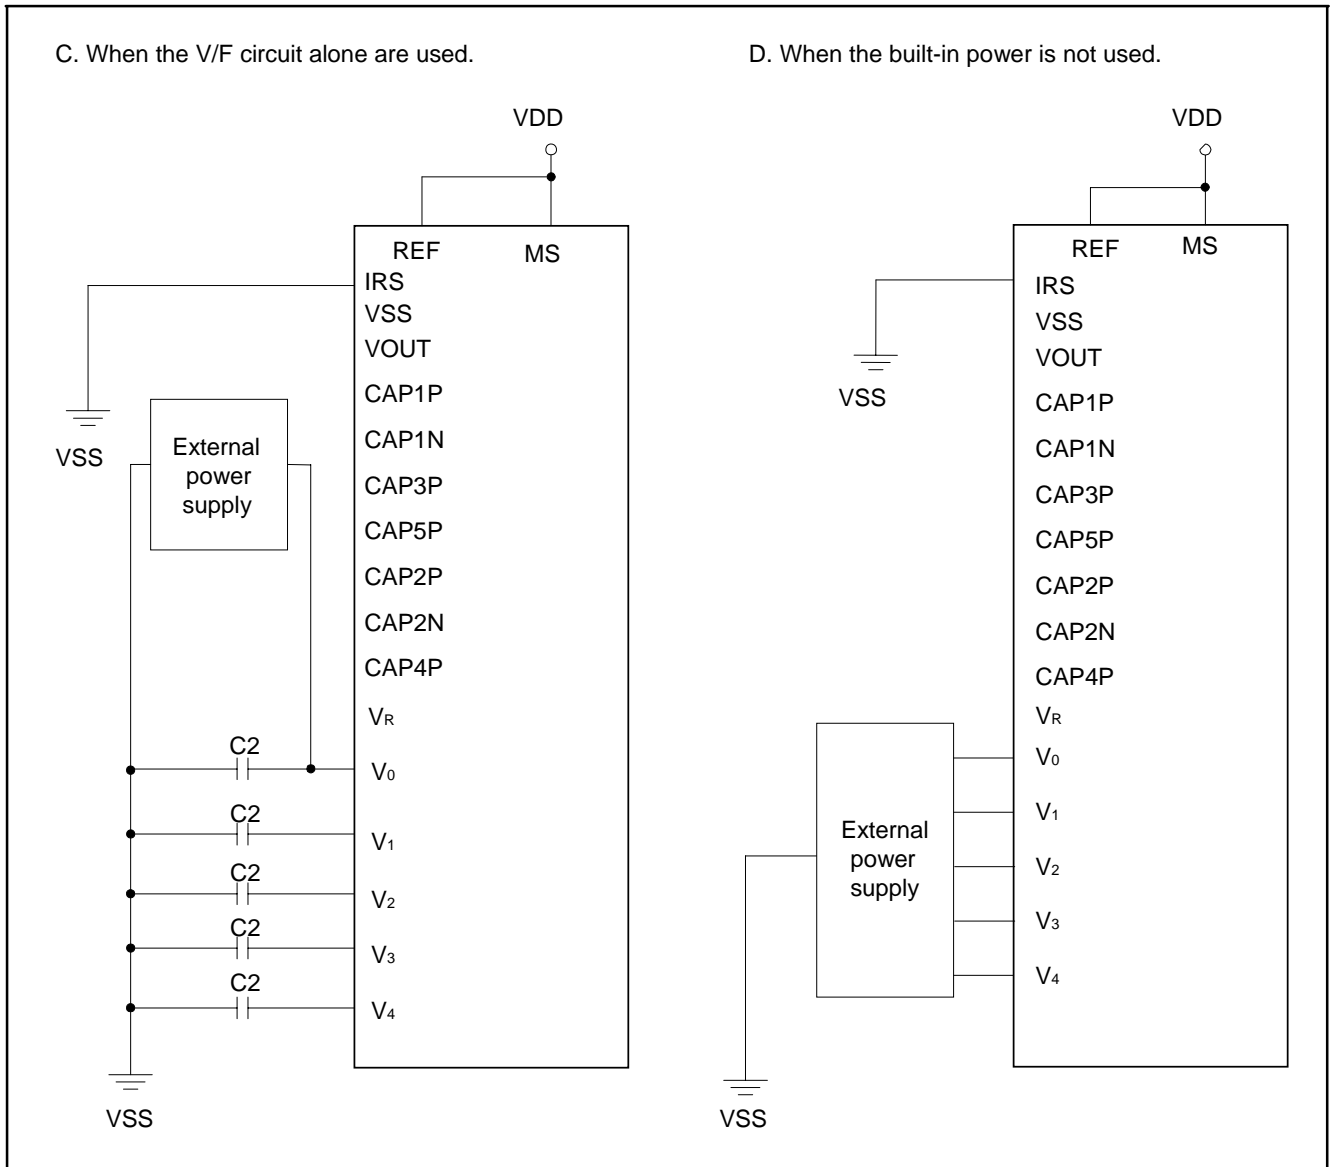 C. When the V/F circuit alone are used.
VDD
REF
MS
IRS
VSS
VOUT
CAP1P
CAP1N
CAP3P
CAP5P
CAP2P
CAP2N
CAP4P
VR
V0
V1
V2
V3
V4
VSS
External
power
supply
C2
C2
C2
C2
C2
VSS
D. When the built-in power is not used.
VDD
REF
MS
IRS
VSS
VOUT
CAP1P
CAP1N
CAP3P
CAP5P
CAP2P
CAP2N
CAP4P
VR
V0
V1
V2
V3
V4
VSS
External
power
supply
VSS